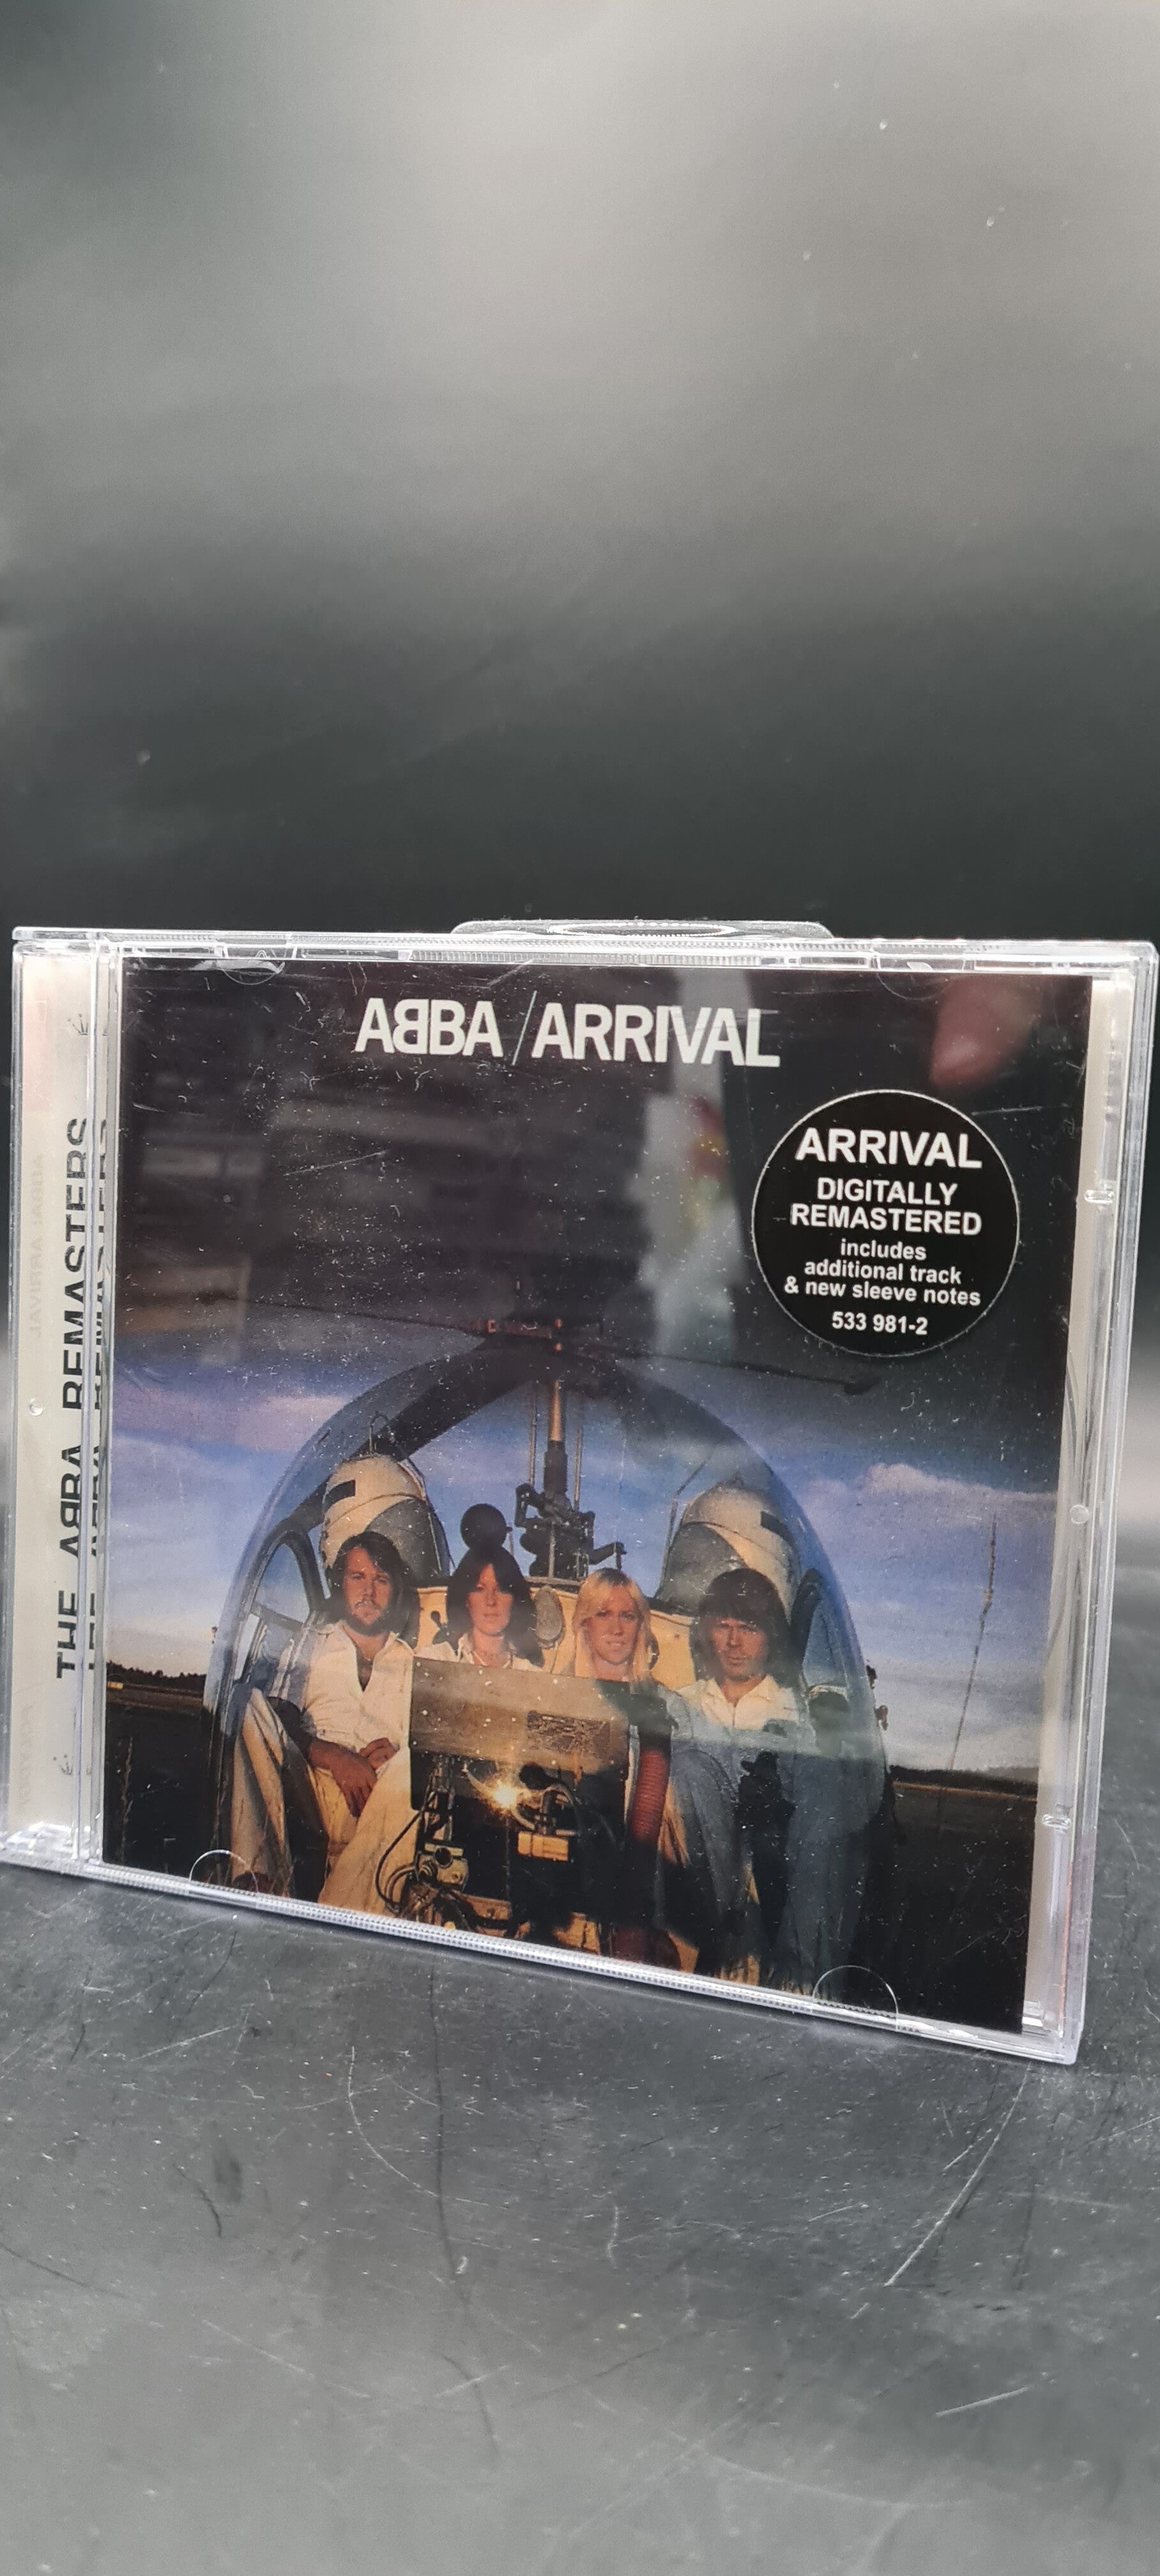 ABBA/ARRIVAL
ARRIVAL
DIGITALLY
REMASTERED
includes
additional track
& new sleeve notes
533 981-2
THE ABBA REMASTERS